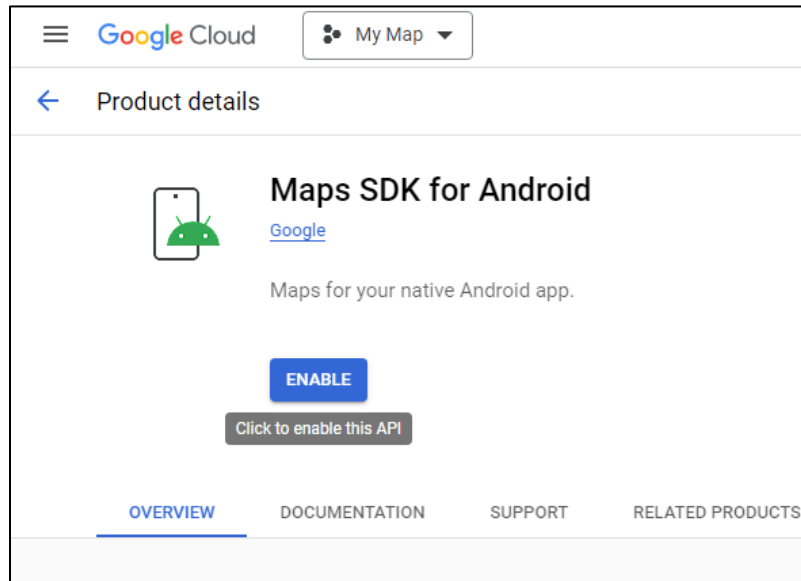 Google Cloud
My Map
Product details
Maps SDK for Android
Google
Maps for your native Android app.
ENABLE
Click to enable this API
OVERVIEW DOCUMENTATION SUPPORT RELATED PRODUCTS